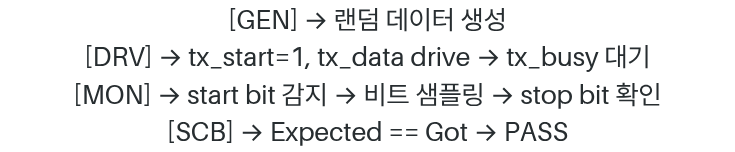 [GEN] → 랜덤 데이터 생성
[DRV] → tx_start=1, tx_data drive → tx_busy 대기
[MON] → start bit 감지 → 비트 샘플링 → stop bit 확인
[SCB] → Expected == Got → PASS